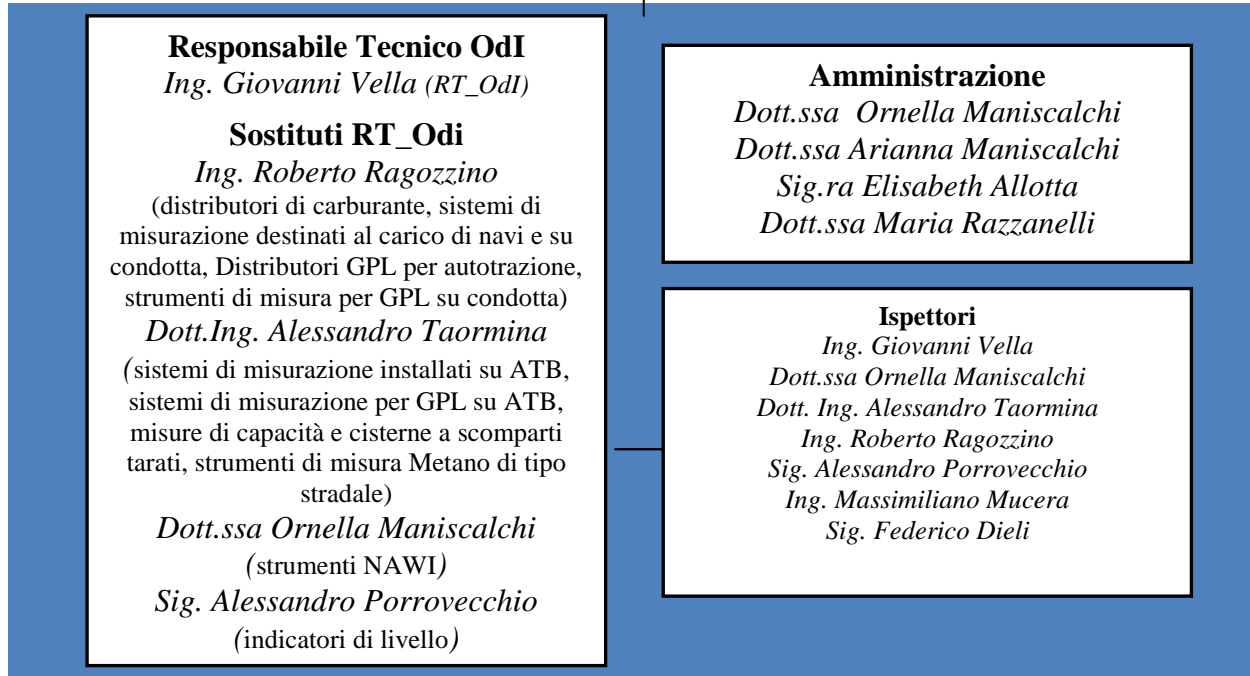 Responsabile Tecnico OdI
Ing. Giovanni Vella (RT_OdI)
Sostituti RT_Odi
Ing. Roberto Ragozzino
(distributori di carburante, sistemi di
misurazione destinati al carico di navi e su
condotta, Distributori GPL per autotrazione,
strumenti di misura per GPL su condotta)
Dott.Ing. Alessandro Taormina
(sistemi di misurazione installati su ATB,
sistemi di misurazione per GPL su ATB,
misure di capacità e cisterne a scomparti
tarati, strumenti di misura Metano di tipo
stradale)
Dott.ssa Ornella Maniscalchi
(strumenti NAWI)
Sig. Alessandro Porrovecchio
(indicatori di livello)
Amministrazione
Dott.ssa Ornella Maniscalchi
Dott.ssa Arianna Maniscalchi
Sig.ra Elisabeth Allotta
Dott.ssa Maria Razzanelli
Ispettori
Ing. Giovanni Vella
Dott.ssa Ornella Maniscalchi
Dott. Ing. Alessandro Taormina
Ing. Roberto Ragozzino
Sig. Alessandro Porrovecchio
Ing. Massimiliano Mucera
Sig. Federico Dieli